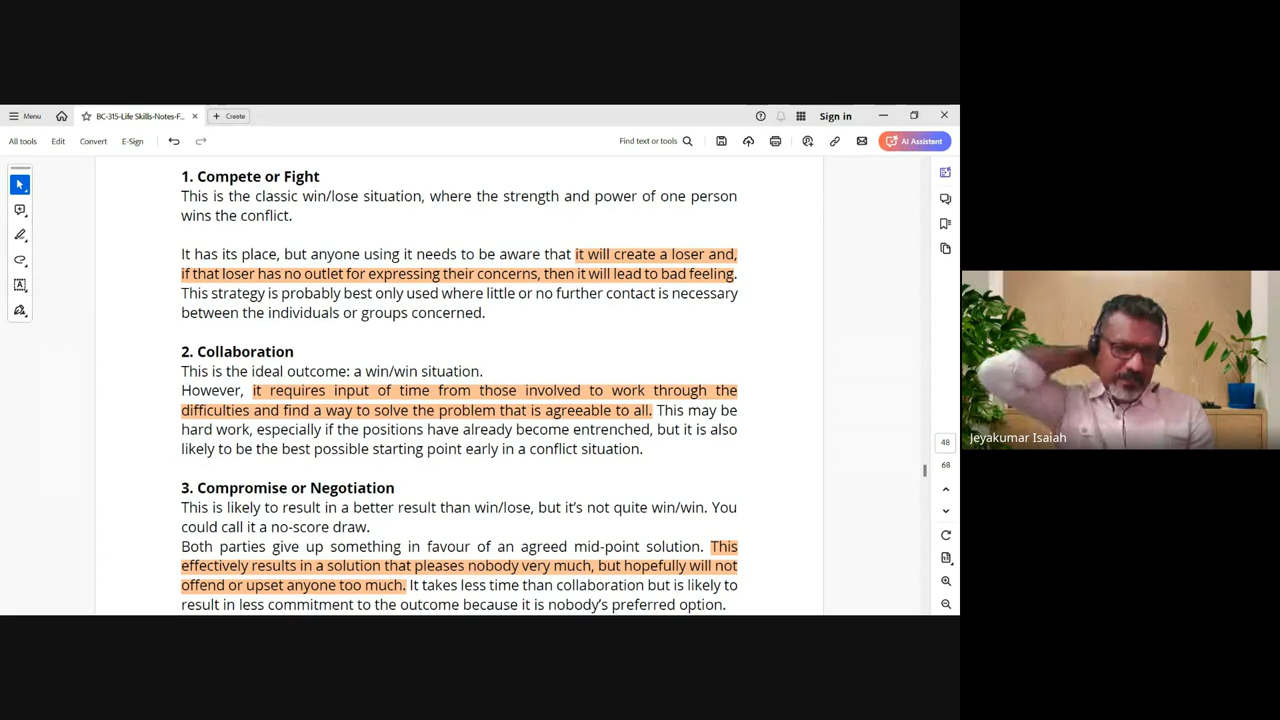 Menu
BC-315-Life Skills-Notes-F...
Create
Sign in
All tools
Edit
Convert
E-Sign
Find text or tools
AI Assistant
1. Compete or Fight
This is the classic win/lose situation, where the strength and power of one person
wins the conflict.
It has its place, but anyone using it needs to be aware that it will create a loser and,
if that loser has no outlet for expressing their concerns, then it will lead to bad feeling.
This strategy is probably best only used where little or no further contact is necessary
between the individuals or groups concerned.
2. Collaboration
This is the ideal outcome: a win/win situation.
However, it requires input of time from those involved to work through the
difficulties and find a way to solve the problem that is agreeable to all. This may be
hard work, especially if the positions have already become entrenched, but it is also
likely to be the best possible starting point early in a conflict situation.
3. Compromise or Negotiation
This is likely to result in a better result than win/lose, but it's not quite win/win. You
could call it a no-score draw.
Both parties give up something in favour of an agreed mid-point solution. This
effectively results in a solution that pleases nobody very much, but hopefully will not
offend or upset anyone too much. It takes less time than collaboration but is likely to
result in less commitment to the outcome because it is nobody's preferred option.
48
68
Jeyakumar Isaiah